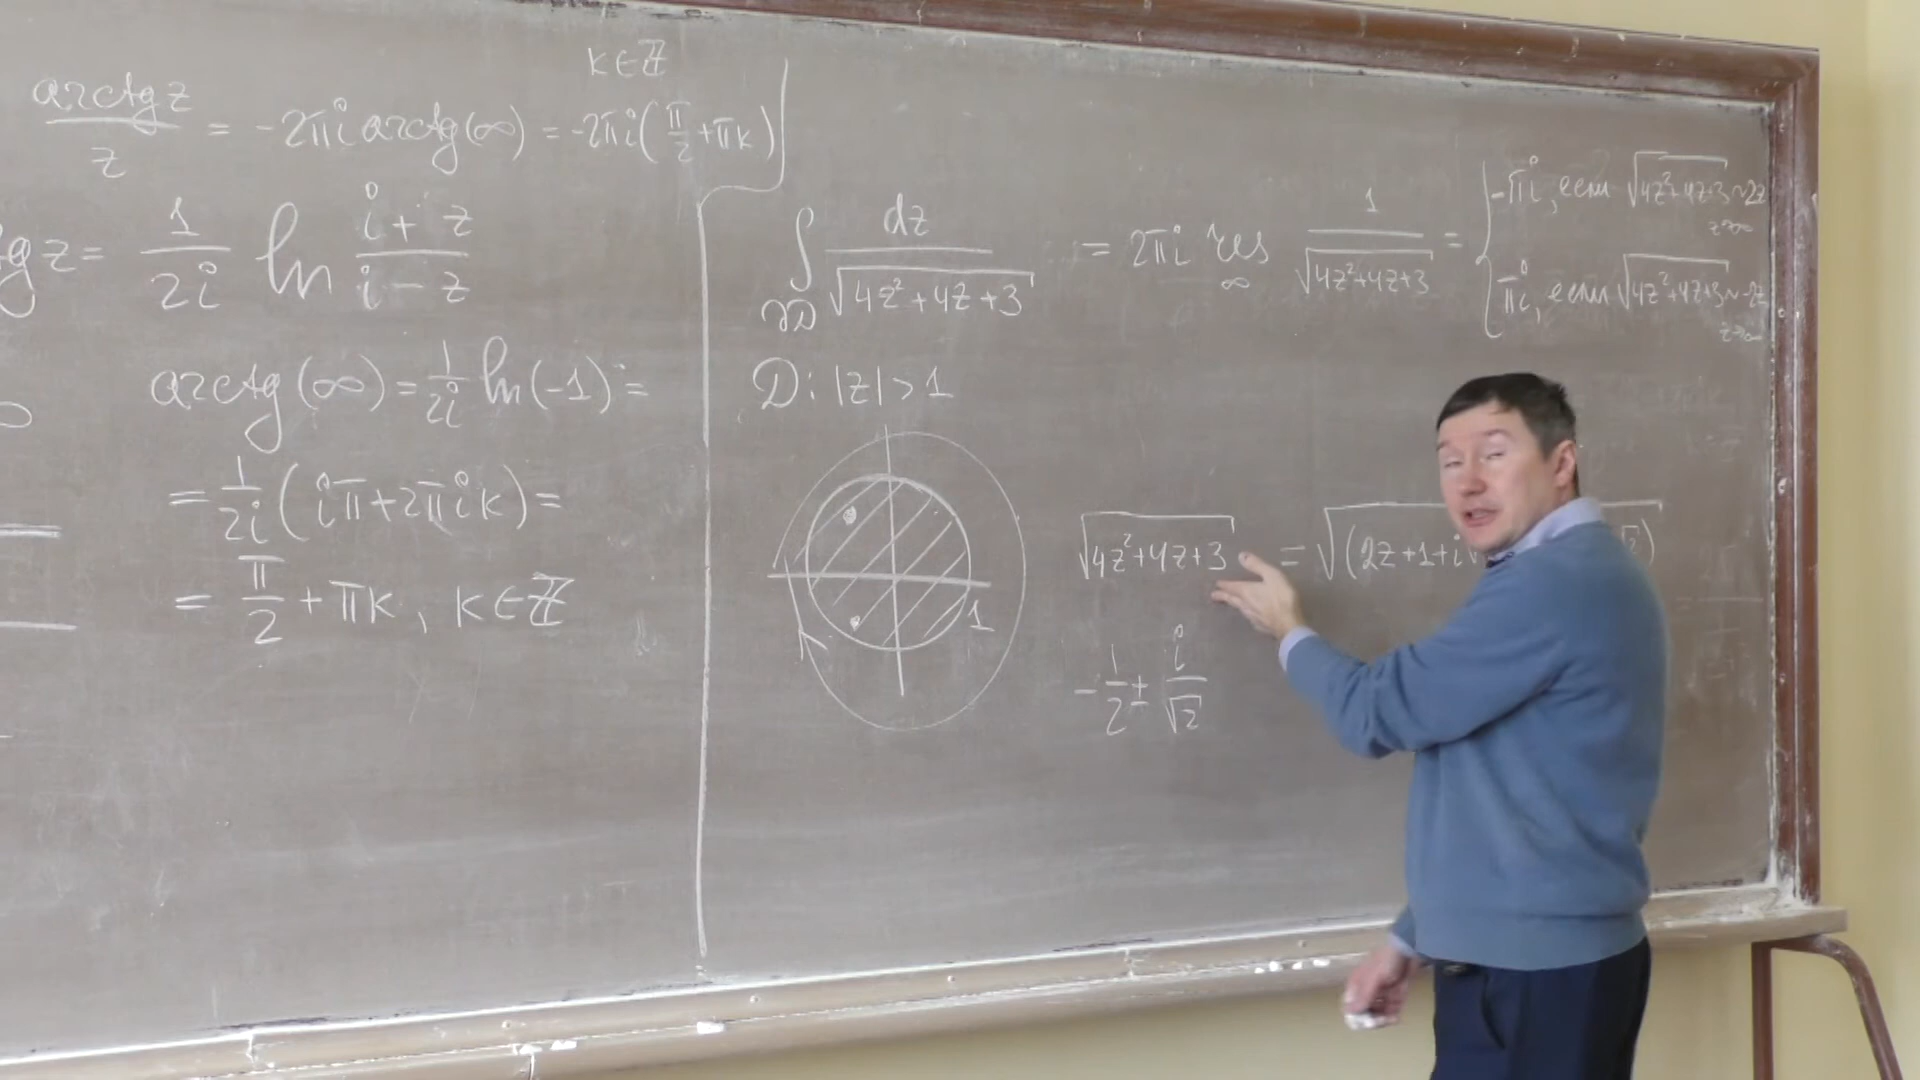 k ∈ ℤ
arctg z / z = -2πi arctg(∞) = -2πi(π/2 + πk)
g z = 1/2i ln (i + z)/(i - z)
arctg(∞) = 1/2i ln(-1) =
= 1/2i (iπ + 2πik) =
= π/2 + πk, k ∈ ℤ
∫∂D dz/√(4z² + 4z + 3) = 2πi res∞ 1/√(4z²+4z+3) = { -πi, если √(4z²+4z+3) ~ 2z
z→∞
πi, если √(4z²+4z+3) ~ -2z
z→∞
D: |z| > 1
1
√(4z²+4z+3) = √(2z+1+i
-1/2 ± i/√2